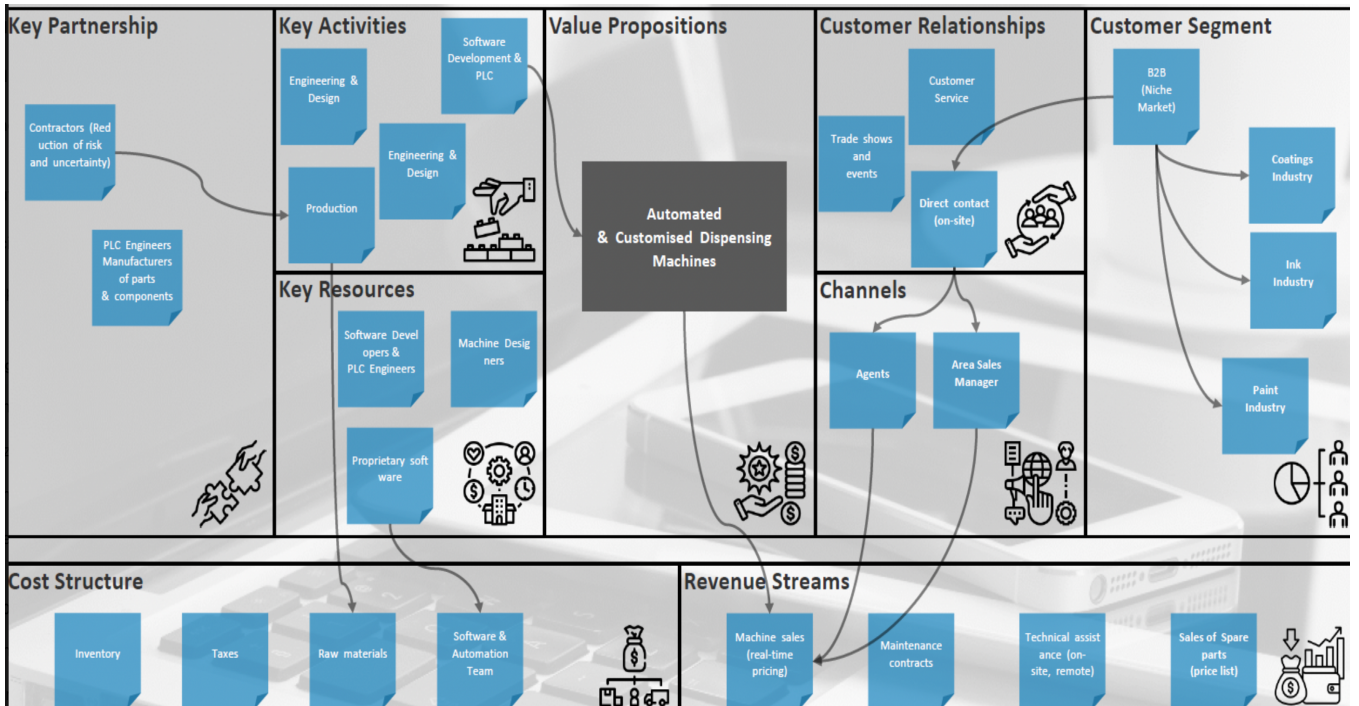 Key Partnership
Contractors (Red
uction of risk
and uncertainty)
PLC Engineers
Manufacturers
of parts
& components
Key Activities
Software
Development &
PLC
Engineering &
Design
Engineering &
Design
Production
Key Resources
Software Devel
opers &
PLC Engineers
Machine Desig
ners
Proprietary soft
ware
Value Propositions
Automated
& Customised Dispensing
Machines
Customer Relationships
Customer
Service
Trade shows
and
events
Direct contact
(on-site)
Channels
Agents
Area Sales
Manager
Customer Segment
B2B
(Niche
Market)
Coatings
Industry
Ink
Industry
Paint
Industry
Cost Structure
Inventory
Taxes
Raw materials
Software &
Automation
Team
Revenue Streams
Machine sales
(real-time
pricing)
Maintenance
contracts
Technical assist
ance (on-
site, remote)
Sales of Spare
parts
(price list)